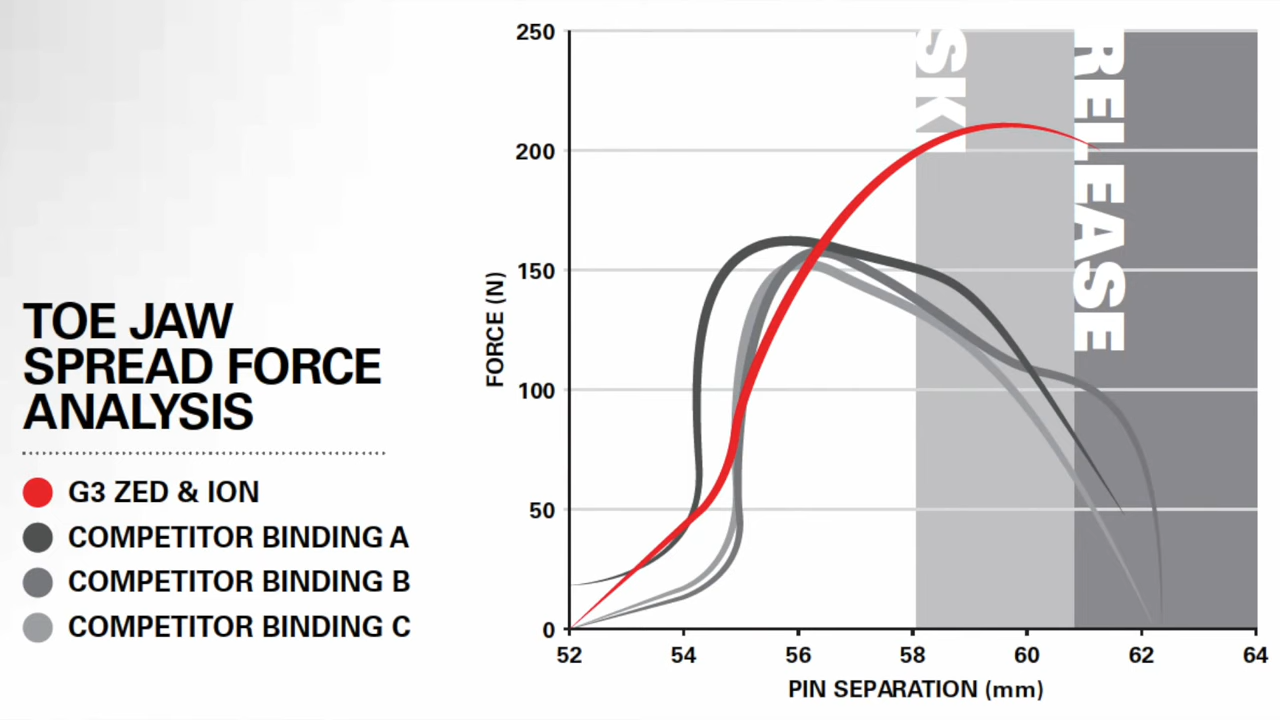 TOE JAW
SPREAD FORCE
ANALYSIS
G3 ZED & ION
COMPETITOR BINDING A
COMPETITOR BINDING B
COMPETITOR BINDING C
FORCE (N)
250
200
150
100
50
0
52 54 56 58 60 62 64
PIN SEPARATION (mm)
SKI
RELEASE